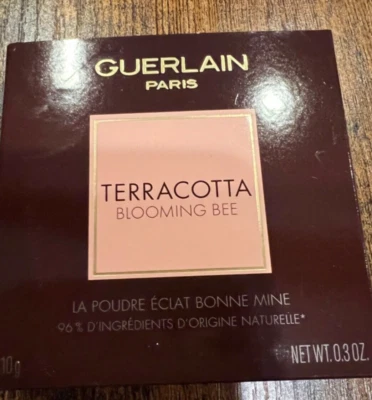 GUERLAIN
PARIS
TERRACOTTA
BLOOMING BEE
LA POUDRE ÉCLAT BONNE MINE
96 % D'INGRÉDIENTS D'ORIGINE NATURELLE*
10g
NET WT. 0.3 OZ.